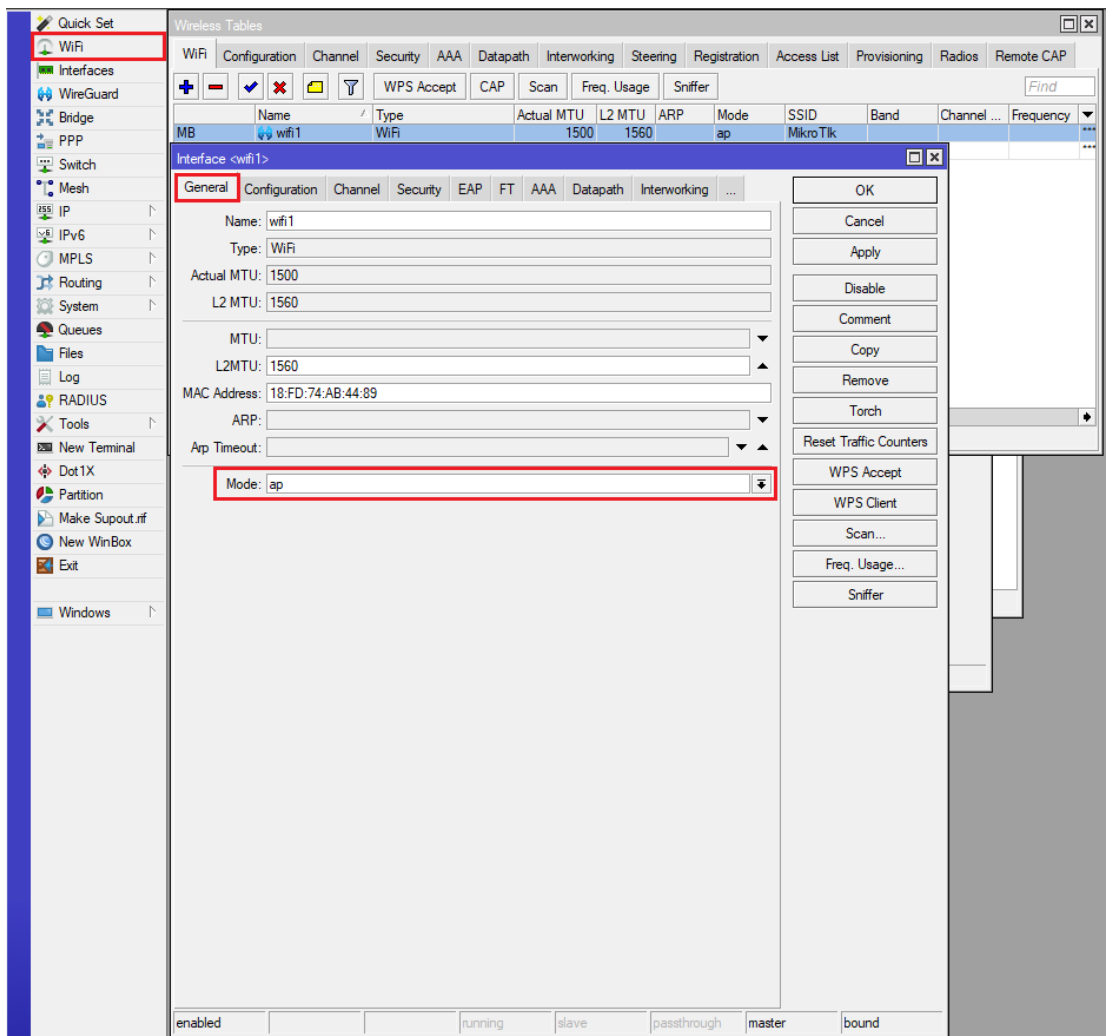 Quick Set
WiFi
Interfaces
WireGuard
Bridge
PPP
Switch
Mesh
IP
IPv6
MPLS
Routing
System
Queues
Files
Log
RADIUS
Tools
New Terminal
Dot1X
Partition
Make Supout.rif
New WinBox
Exit
Windows
Wireless Tables
WiFi Configuration Channel Security AAA Datapath Interworking Steering Registration Access List Provisioning Radios Remote CAP
WPS Accept CAP Scan Freq. Usage Sniffer Find
Name Type Actual MTU L2 MTU ARP Mode SSID Band Channel ... Frequency
MB wifi1 WiFi 1500 1560 ap MikroTIk
Interface <wifi1>
General Configuration Channel Security EAP FT AAA Datapath Interworking ...
Name: wifi1
Type: WiFi
Actual MTU: 1500
L2 MTU: 1560
MTU:
L2MTU: 1560
MAC Address: 18:FD:74:AB:44:89
ARP:
Arp Timeout:
Mode: ap
OK
Cancel
Apply
Disable
Comment
Copy
Remove
Torch
Reset Traffic Counters
WPS Accept
WPS Client
Scan...
Freq. Usage...
Sniffer
enabled running slave passthrough master bound